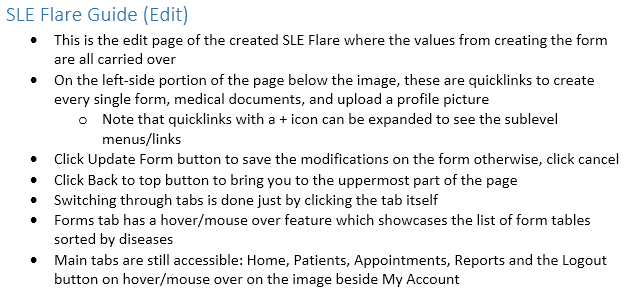 SLE Flare Guide (Edit)
• This is the edit page of the created SLE Flare where the values from creating the form
are all carried over
• On the left-side portion of the page below the image, these are quicklinks to create
every single form, medical documents, and upload a profile picture
o Note that quicklinks with a + icon can be expanded to see the sublevel
menus/links
• Click Update Form button to save the modifications on the form otherwise, click cancel
• Click Back to top button to bring you to the uppermost part of the page
• Switching through tabs is done just by clicking the tab itself
• Forms tab has a hover/mouse over feature which showcases the list of form tables
sorted by diseases
• Main tabs are still accessible: Home, Patients, Appointments, Reports and the Logout
button on hover/mouse over on the image beside My Account